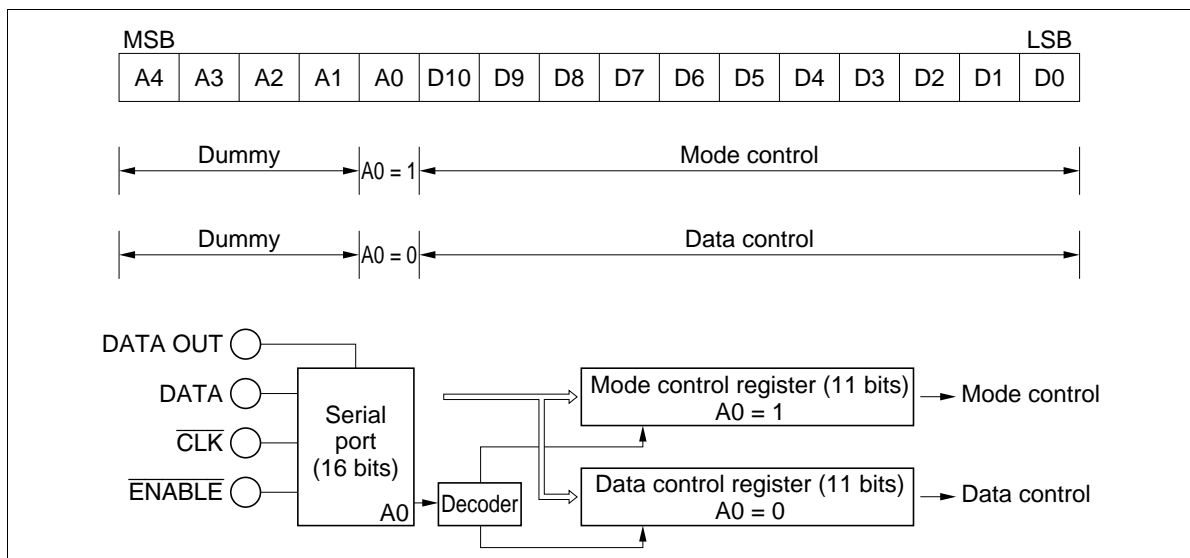 MSB LSB
A4 A3 A2 A1 A0 D10 D9 D8 D7 D6 D5 D4 D3 D2 D1 D0
Dummy A0 = 1 Mode control
Dummy A0 = 0 Data control
DATA OUT
DATA
CLK
ENABLE
Serial
port
(16 bits)
A0
Decoder
Mode control register (11 bits)
A0 = 1
Mode control
Data control register (11 bits)
A0 = 0
Data control